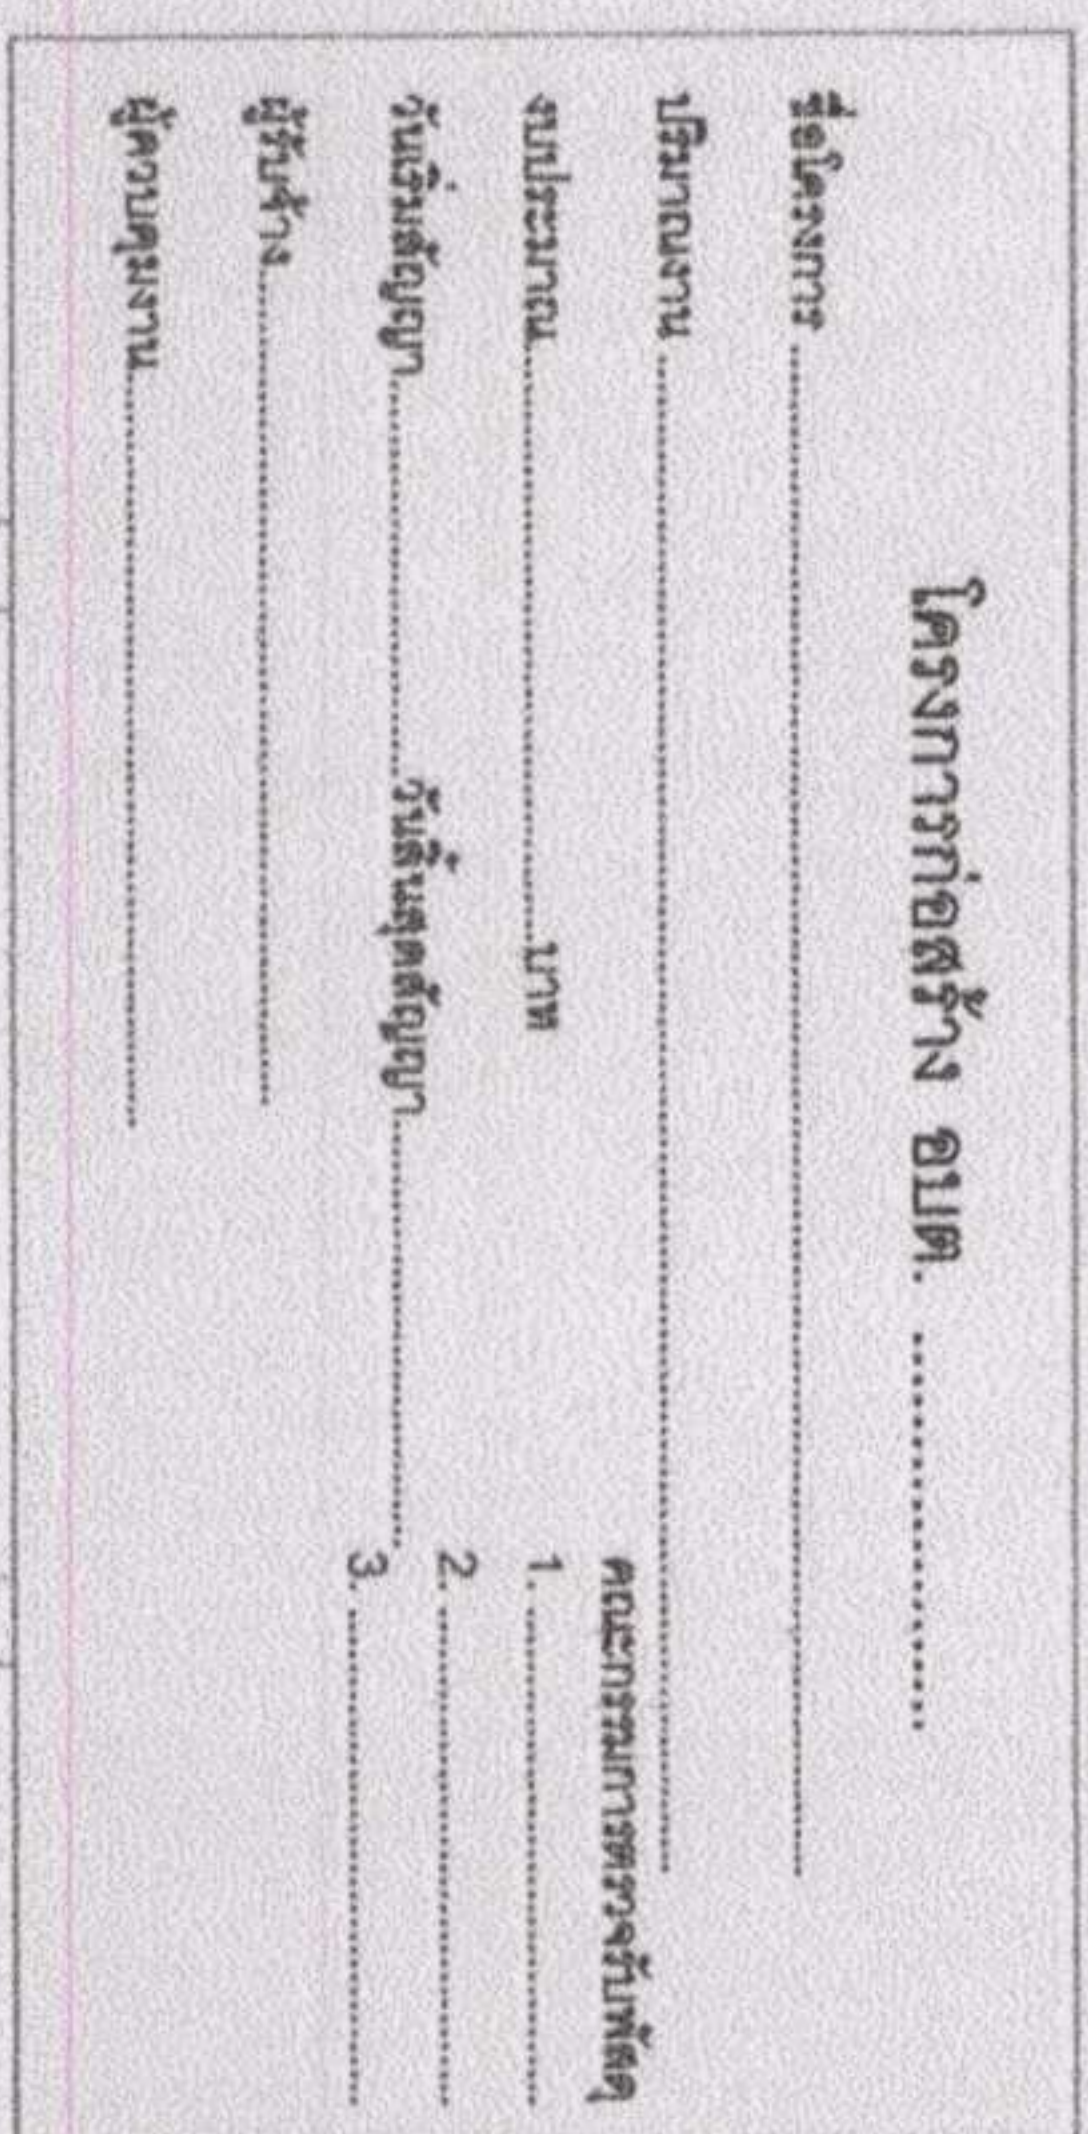 โครงการก่อสร้าง อบต. ........................
ชื่อโครงการ ................................................................................
ปริมาณงาน ................................................................................
คณะกรรมการตรวจรับพัสดุ
งบประมาณ........................................บาท
1. ..............................
2. ..............................
วันเริ่มสัญญา..............................วันสิ้นสุดสัญญา..............................
3. ..............................
ผู้รับจ้าง..................................................
ผู้ควบคุมงาน..................................................